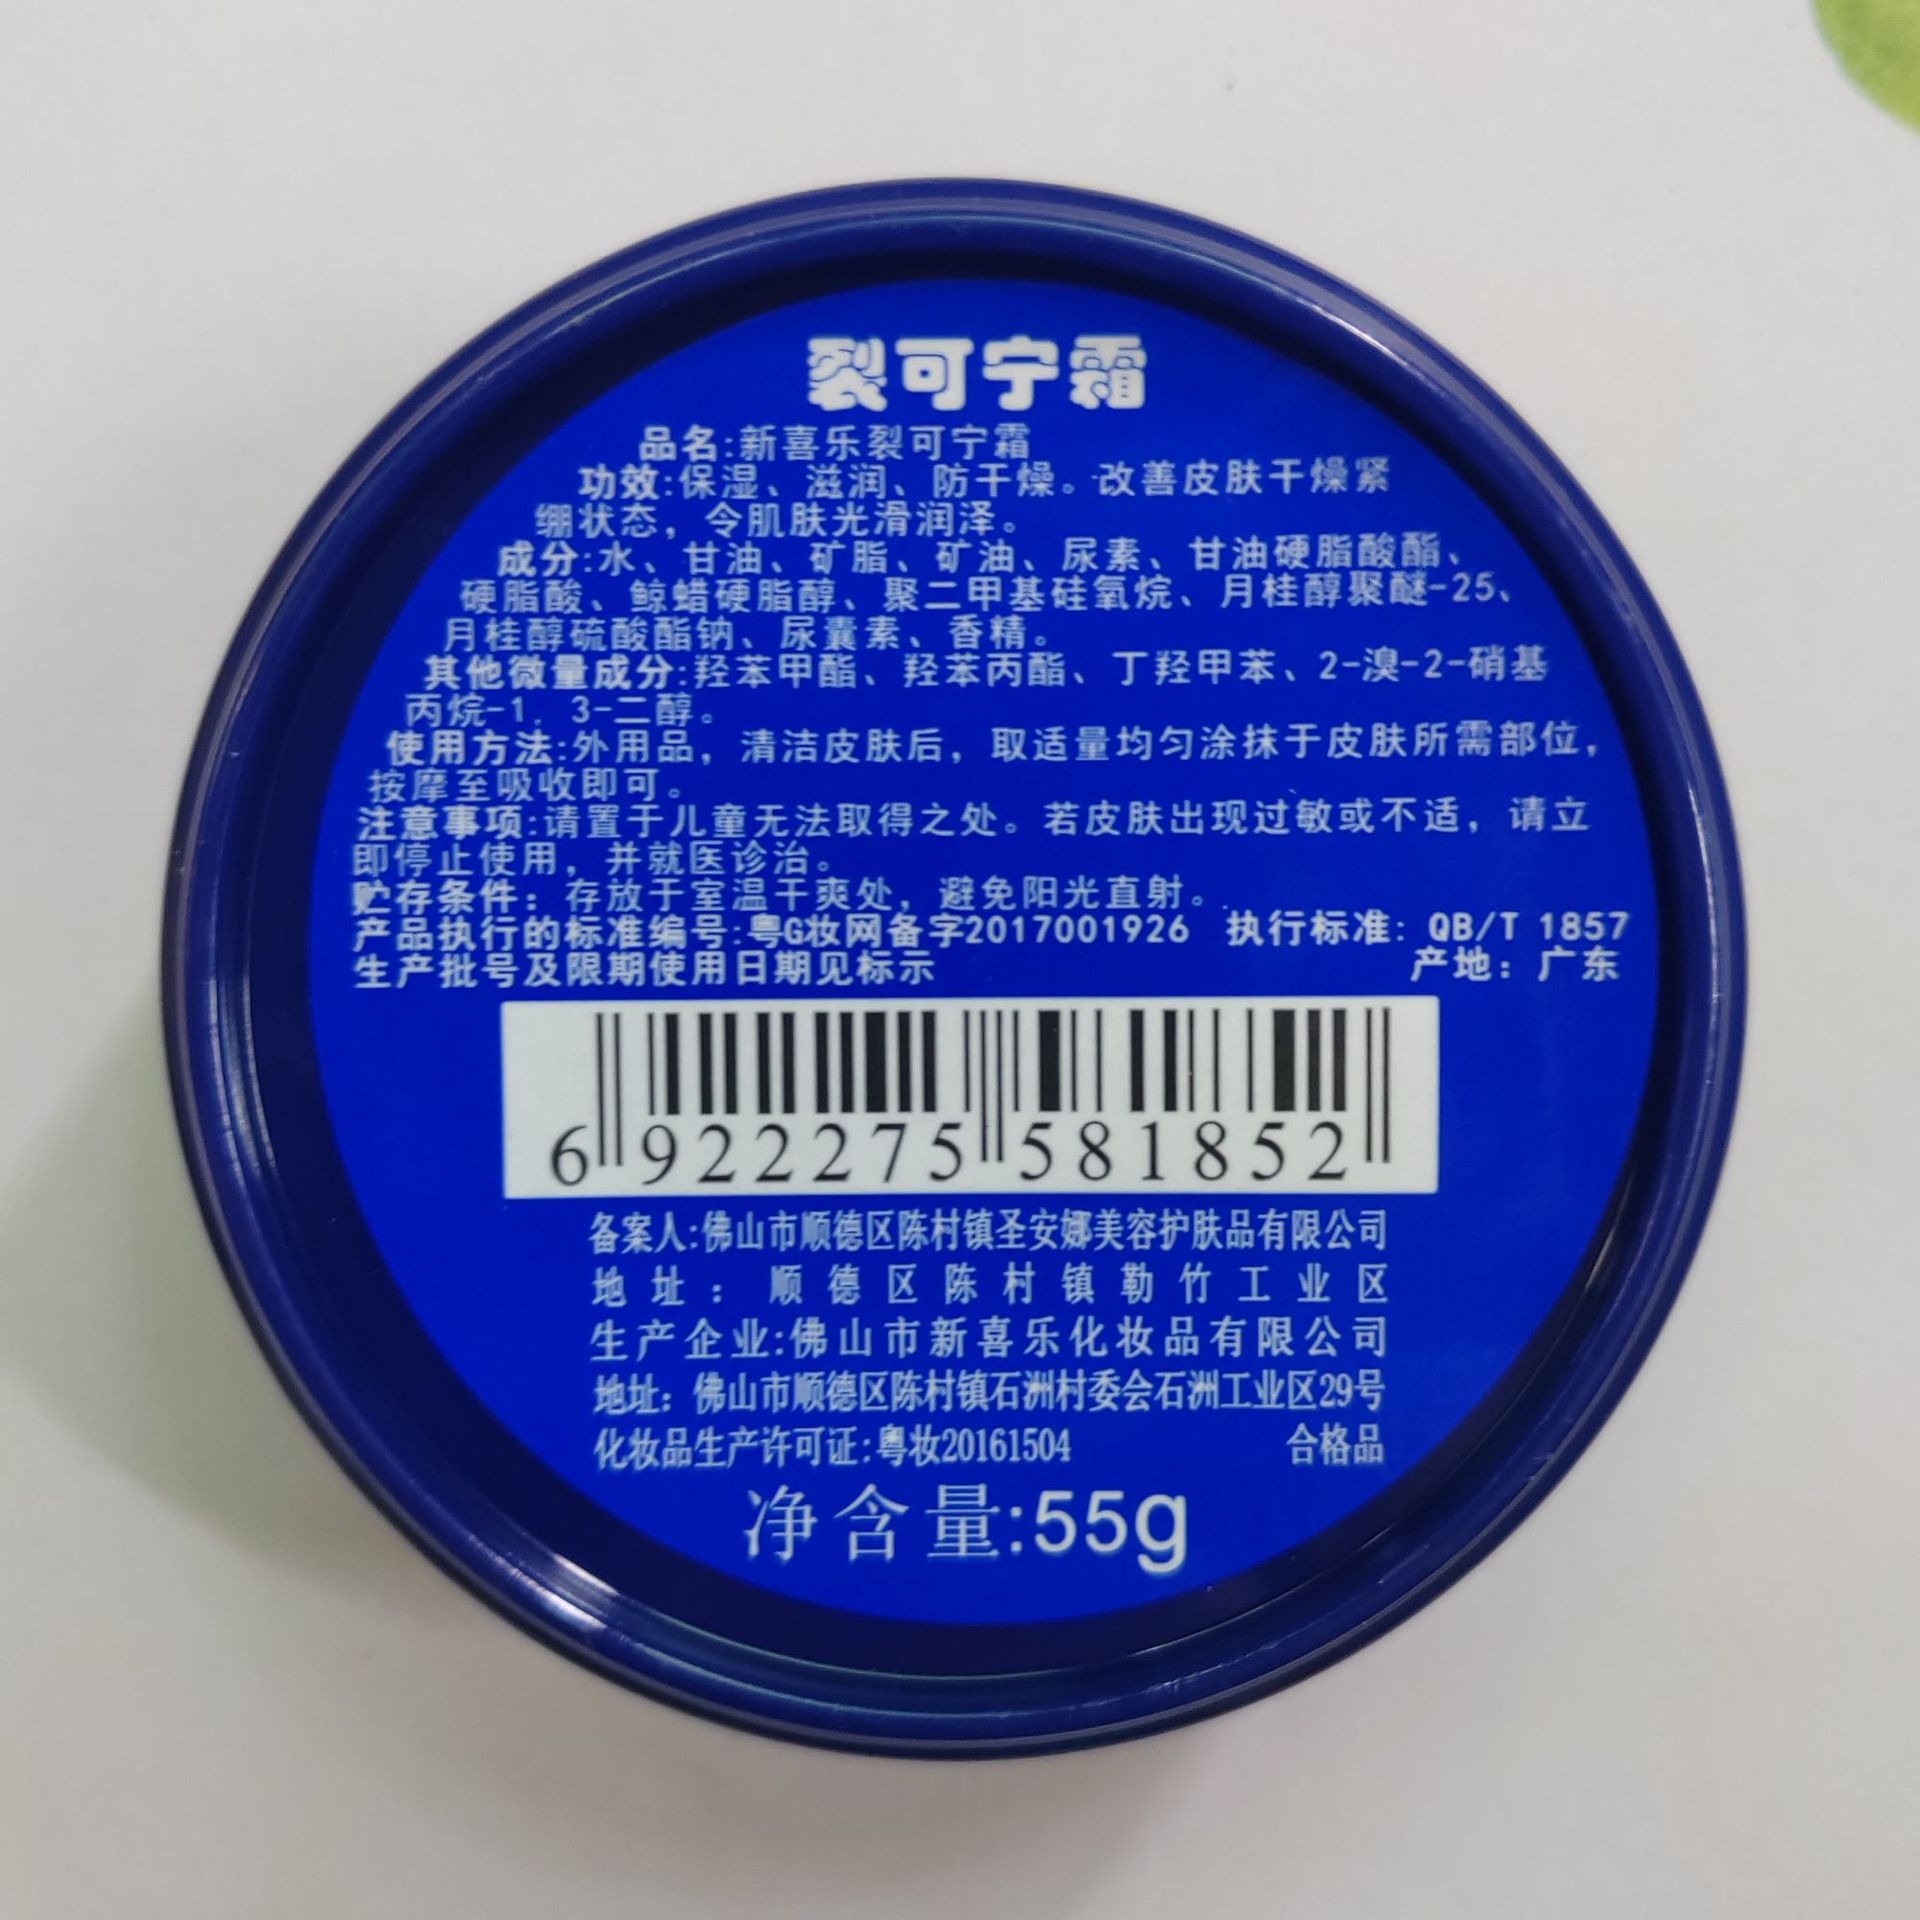 裂可宁霜
品名:新喜乐裂可宁霜
功效:保湿、滋润、防干燥。改善皮肤干燥紧
绷状态，令肌肤光滑润泽。
成分:水、甘油、矿脂、矿油、尿素、甘油硬脂酸酯、
硬脂酸、鲸蜡硬脂醇、聚二甲基硅氧烷、月桂醇聚醚-25、
月桂醇硫酸酯钠、尿囊素、香精。
其他微量成分:羟苯甲酯、羟苯丙酯、丁羟甲苯、2-溴-2-硝基
丙烷-1，3-二醇。
使用方法:外用品，清洁皮肤后，取适量均匀涂抹于皮肤所需部位，
按摩至吸收即可。
注意事项:请置于儿童无法取得之处。若皮肤出现过敏或不适，请立
即停止使用，并就医诊治。
贮存条件：存放于室温干爽处，避免阳光直射。
产品执行的标准编号:粤G妆网备字2017001926 执行标准：QB/T 1857
生产批号及限期使用日期见标示 产地：广东
6 922275 581852
备案人:佛山市顺德区陈村镇圣安娜美容护肤品有限公司
地址：顺德区陈村镇勒竹工业区
生产企业:佛山市新喜乐化妆品有限公司
地址：佛山市顺德区陈村镇石洲村委会石洲工业区29号
化妆品生产许可证:粤妆20161504 合格品
净含量:55g